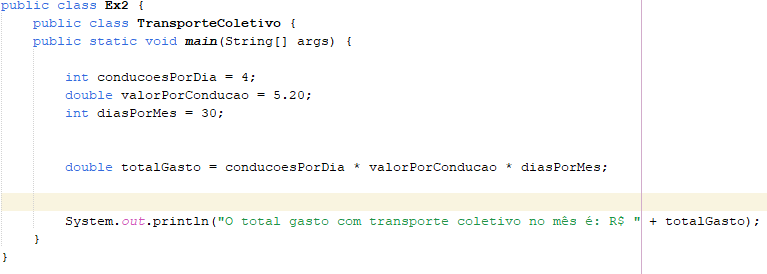 public class Ex2 {
public class TransporteColetivo {
public static void main(String[] args) {
int conducoesPorDia = 4;
double valorPorConducao = 5.20;
int diasPorMes = 30;
double totalGasto = conducoesPorDia * valorPorConducao * diasPorMes;
System.out.println("O total gasto com transporte coletivo no mês é: R$ " + totalGasto);
}
}